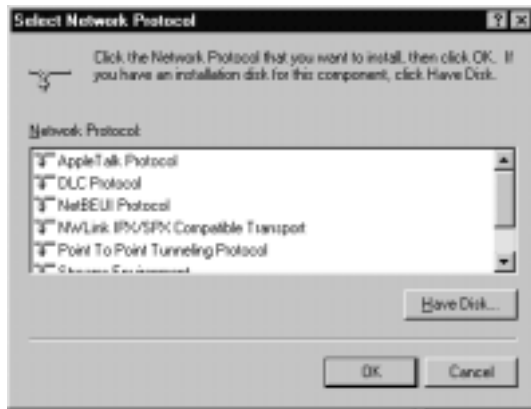 Select Network Protocol
Click the Network Protocol that you want to install, then click OK. If
you have an installation disk for this component, click Have Disk.
Network Protocol:
AppleTalk Protocol
DLC Protocol
NetBEUI Protocol
NWLink IPX/SPX Compatible Transport
Point To Point Tunneling Protocol
Streams Environment
Have Disk...
OK
Cancel